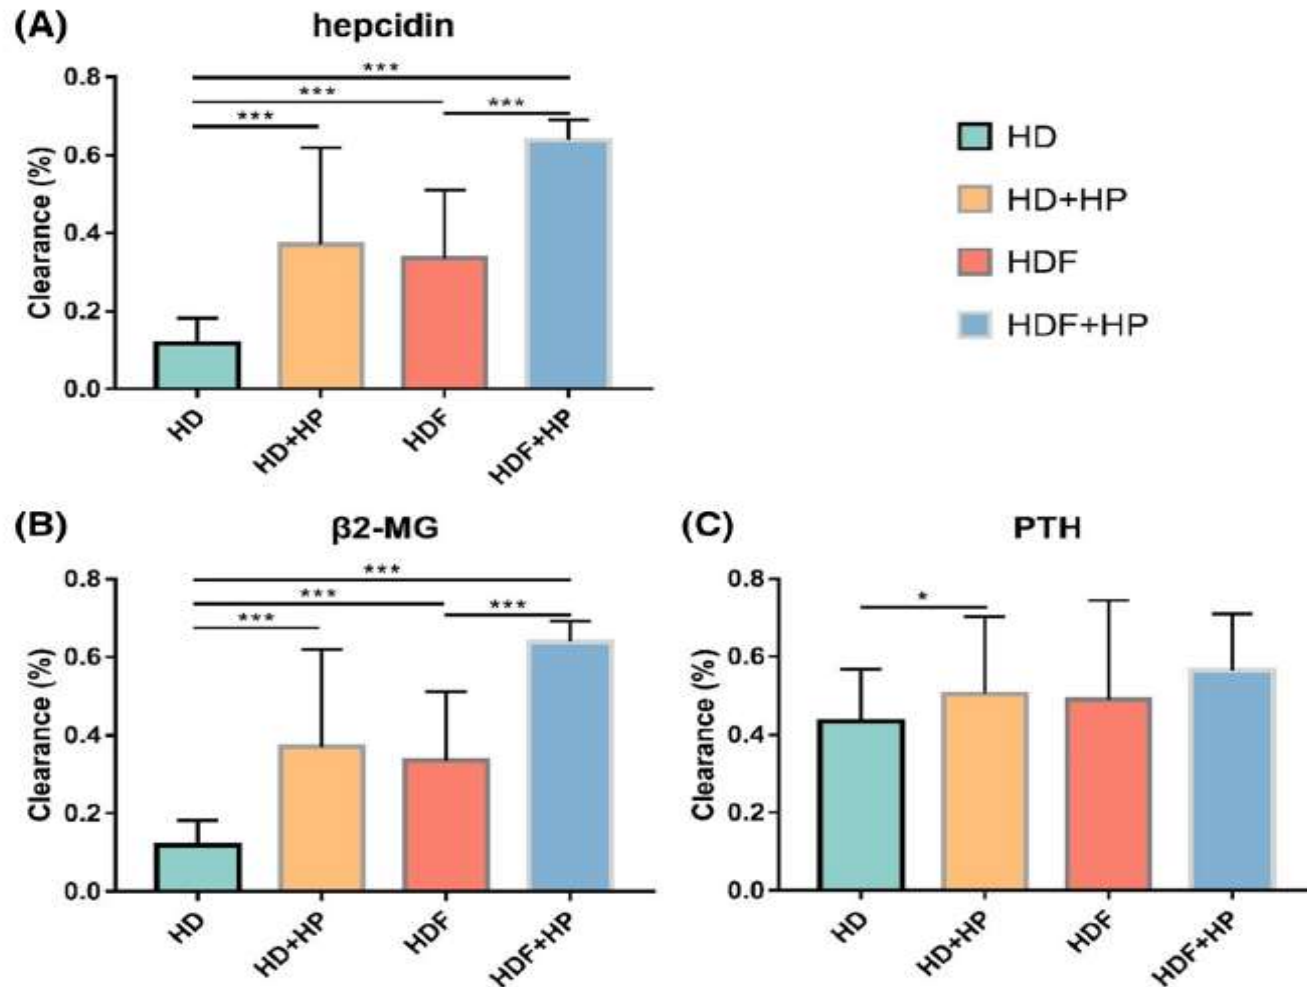 (A)
hepcidin
***
***
***
***
Clearance (%)
0.8
0.6
0.4
0.2
0.0
HD
HD+HP
HDF
HDF+HP
HD
HD+HP
HDF
HDF+HP
(B)
β2-MG
***
***
***
***
Clearance (%)
0.8
0.6
0.4
0.2
0.0
HD
HD+HP
HDF
HDF+HP
(C)
PTH
*
Clearance (%)
0.8
0.6
0.4
0.2
0.0
HD
HD+HP
HDF
HDF+HP